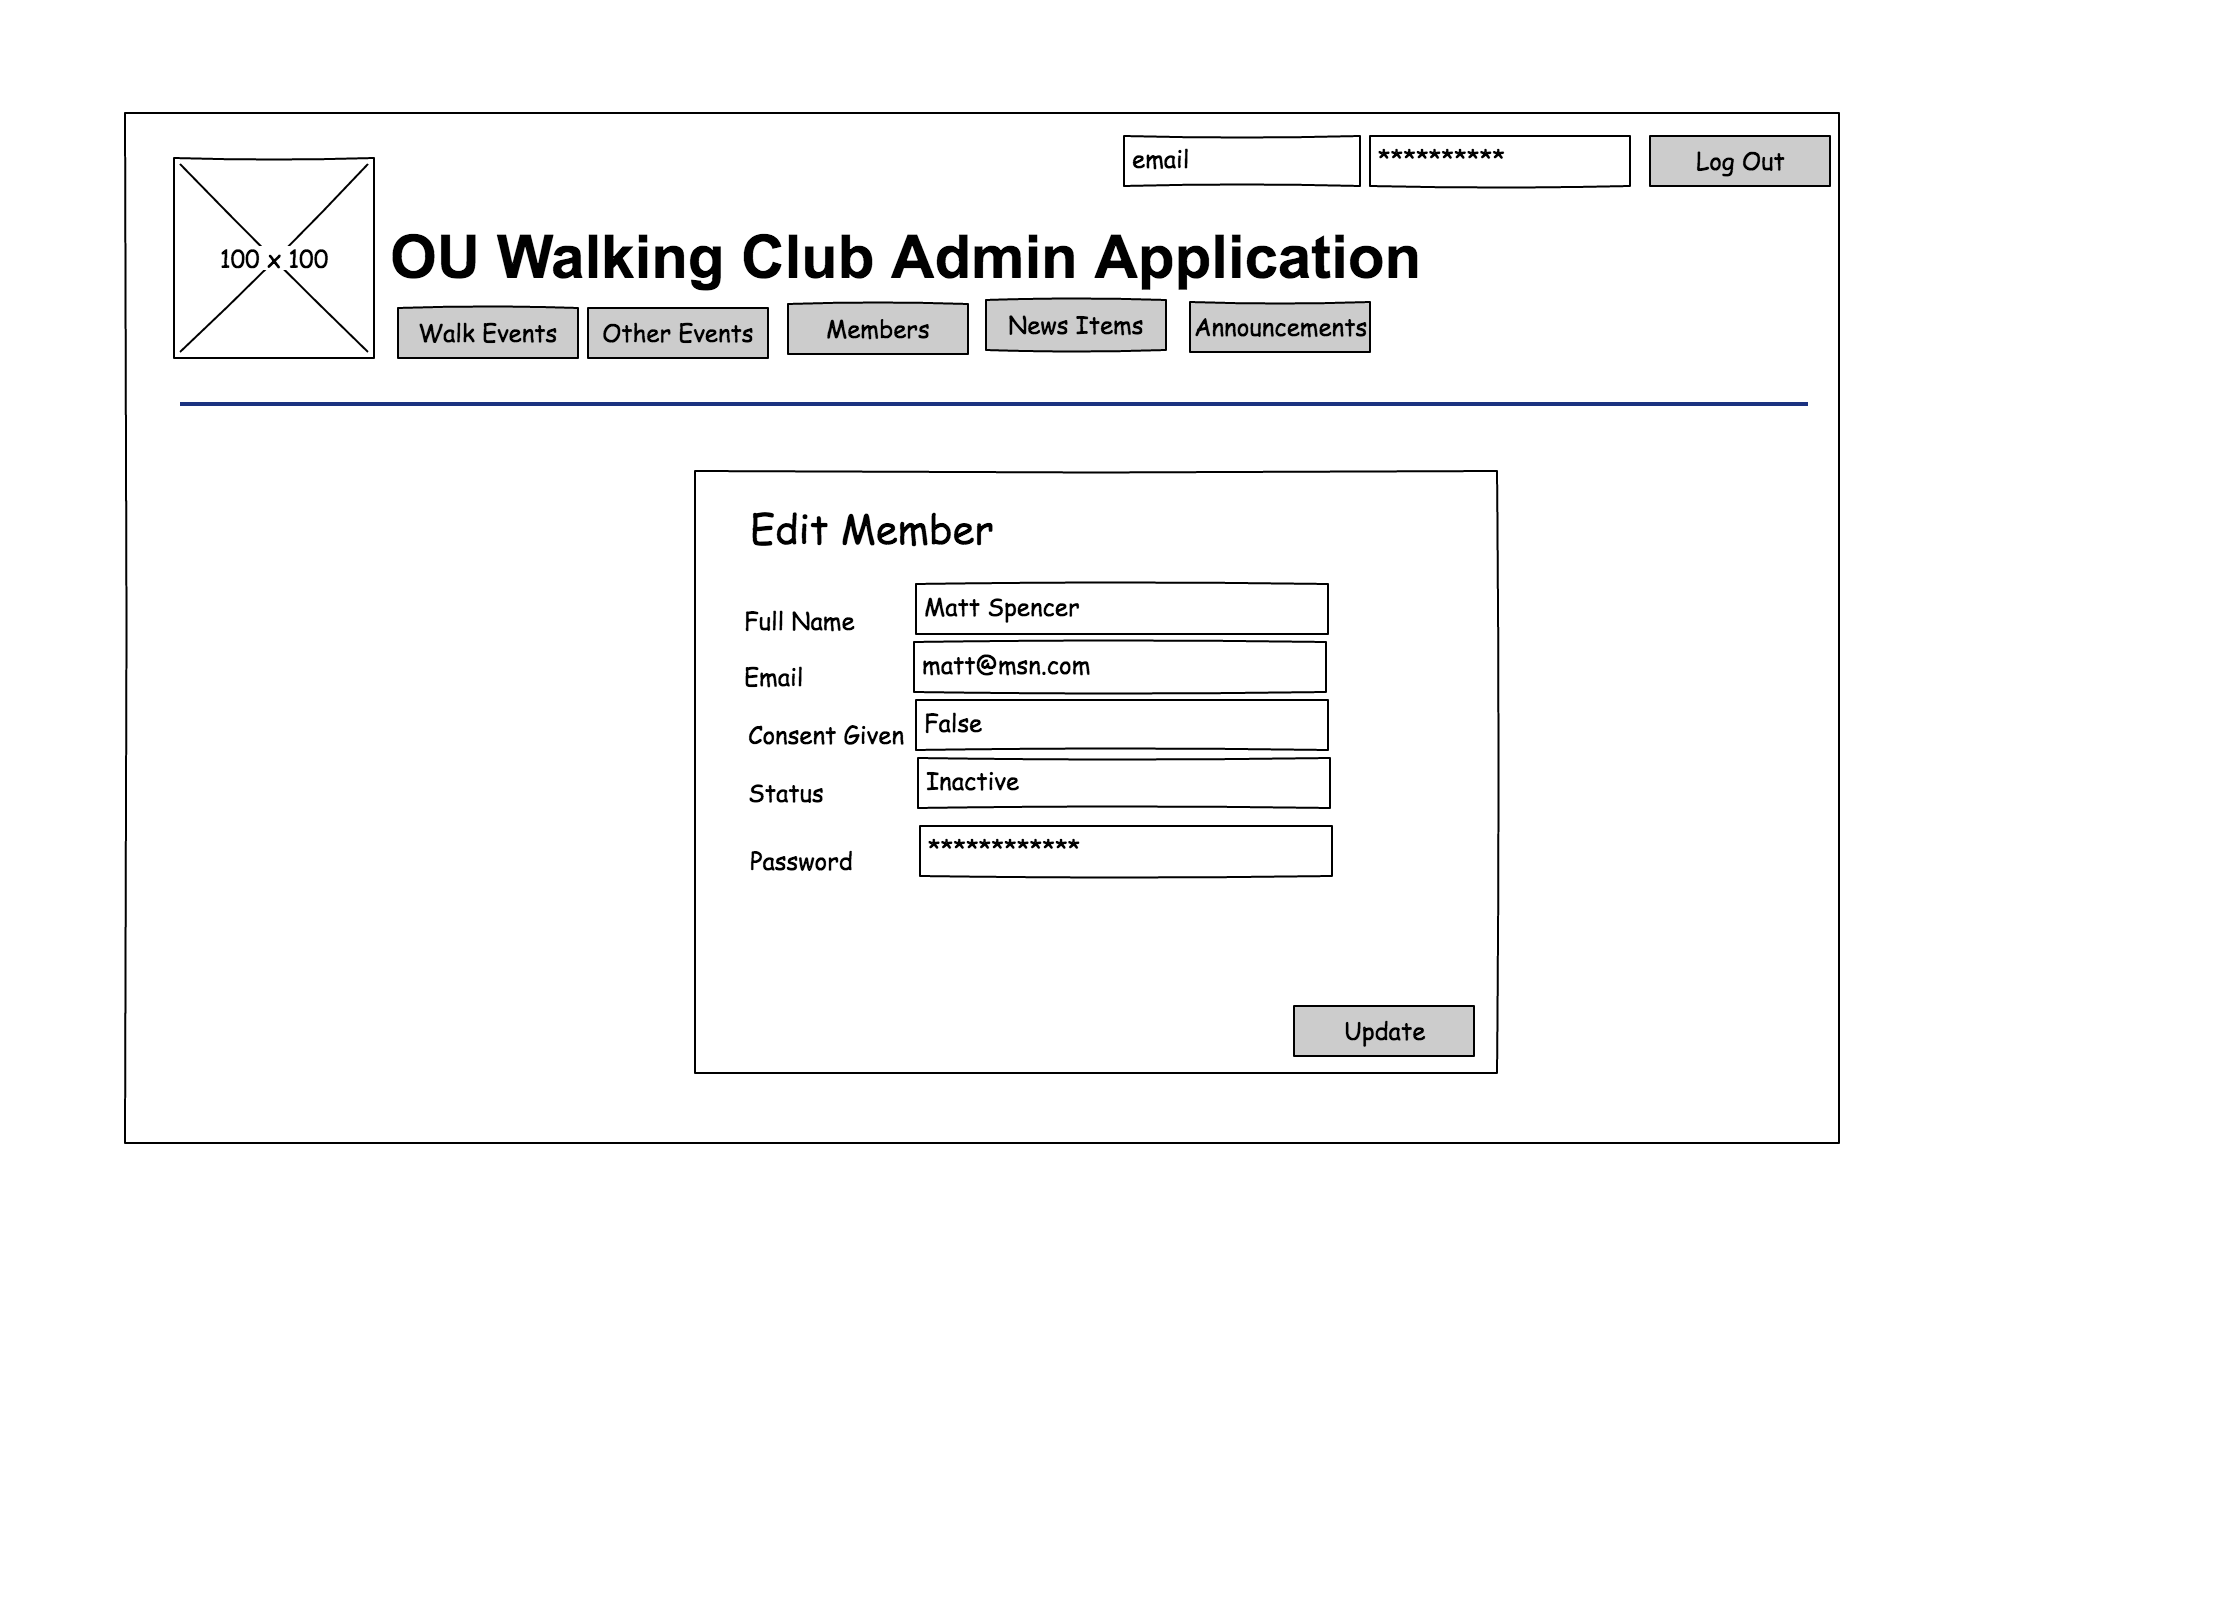 email
**********
Log Out
100 x 100
OU Walking Club Admin Application
Walk Events
Other Events
Members
News Items
Announcements
Edit Member
Full Name
Matt Spencer
Email
matt@msn.com
Consent Given
False
Status
Inactive
Password
************
Update